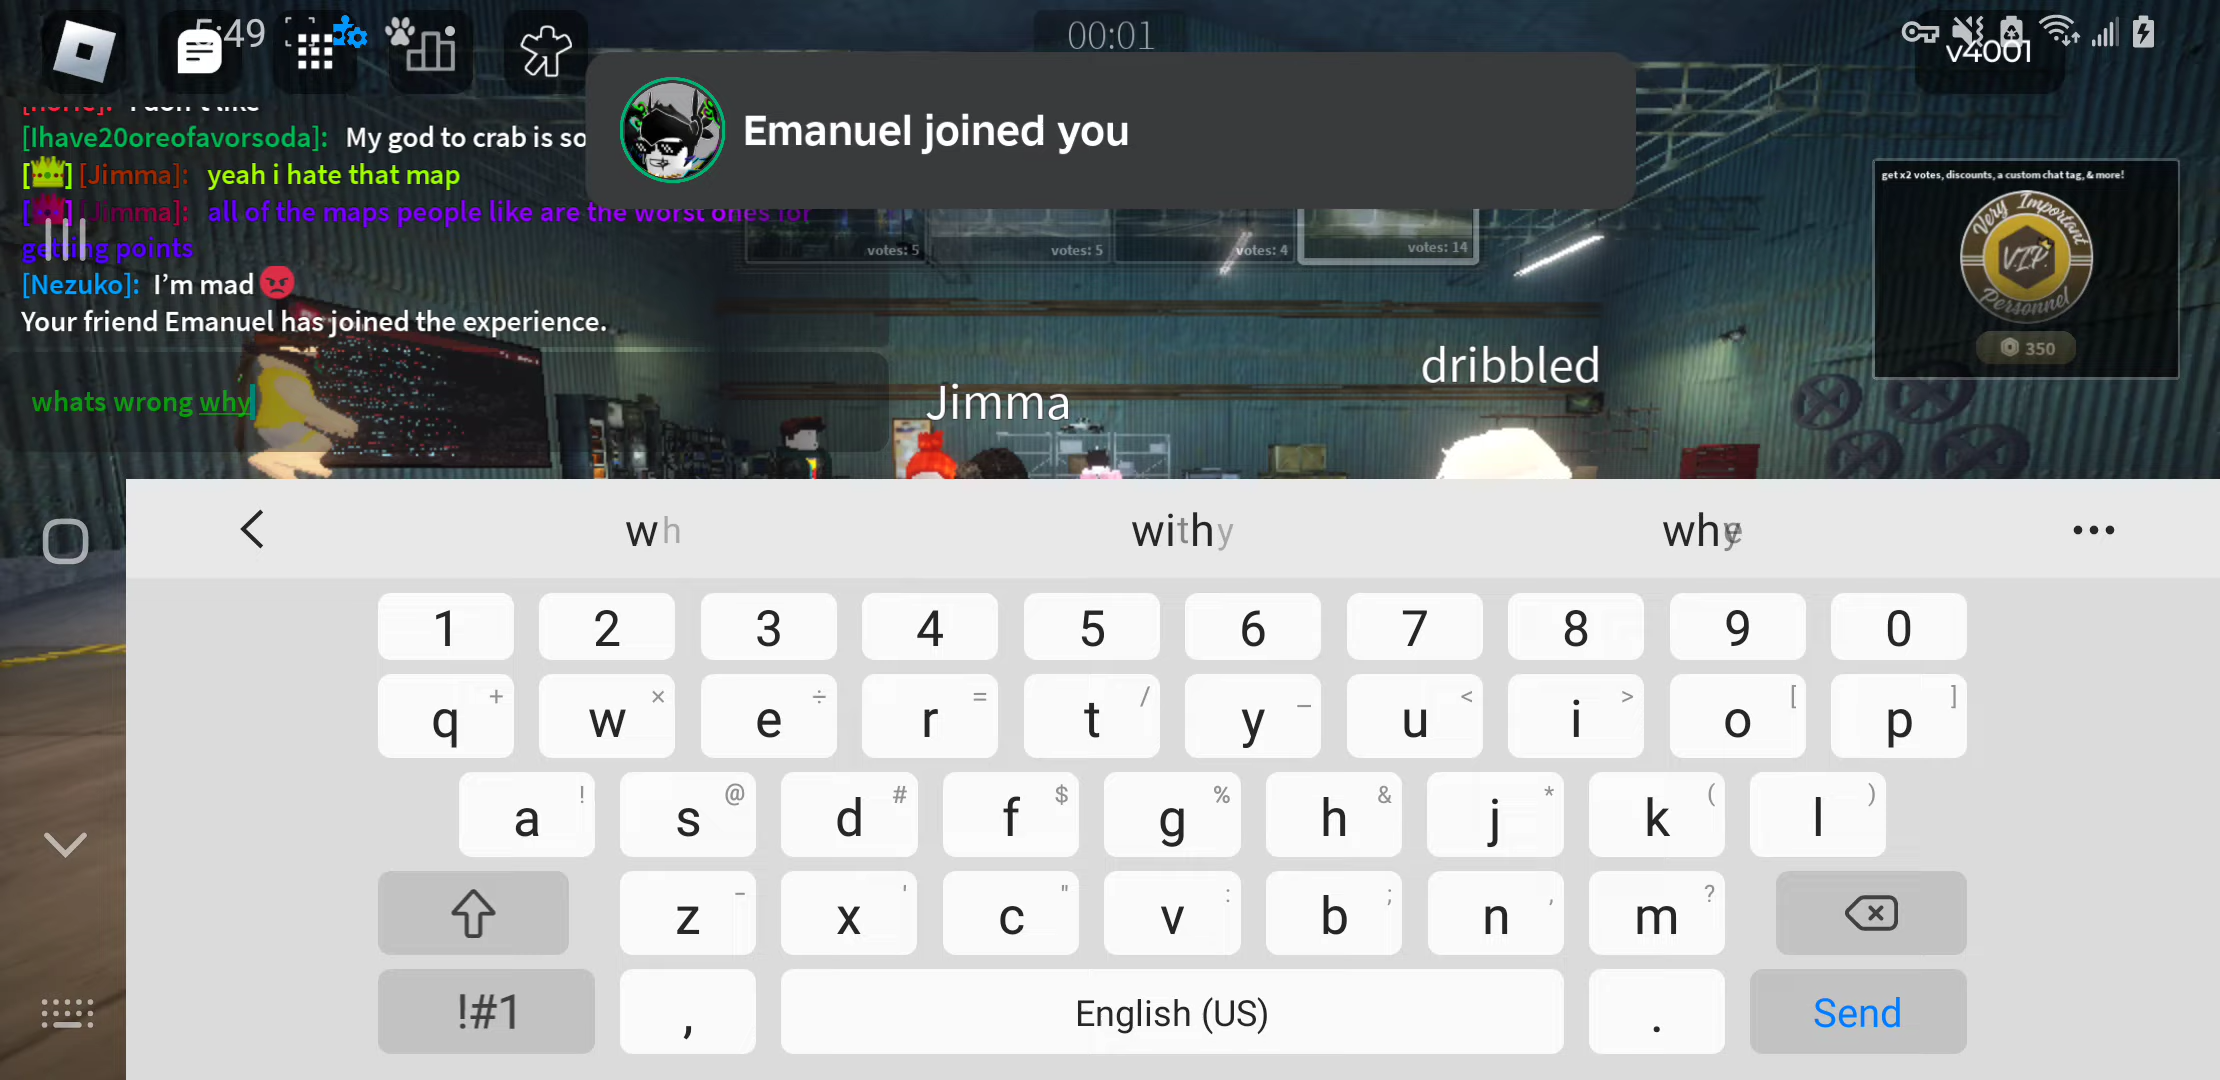 5:49
00:01
v4001
Emanuel joined you
I don't like
[Ihave20oreofavorsoda]: My god to crab is so
[Jimma]: yeah i hate that map
[Jimma]: all of the maps people like are the worst ones for
getting points
[Nezuko]: I'm mad
Your friend Emanuel has joined the experience.
votes: 5
votes: 5
votes: 4
votes: 14
get x2 votes, discounts, a custom chat tag, & more!
Very Important
V.I.P.
Personnel
350
whats wrong why
Jimma
dribbled
1 2 3 4 5 6 7 8 9 0
q + w × e ÷ r = t / y _ u < i > o [ p ]
a ! s @ d # f $ g % h & j * k ( l )
z - x ' c " v : b ; n , m ?
!#1 , English (US) . Send